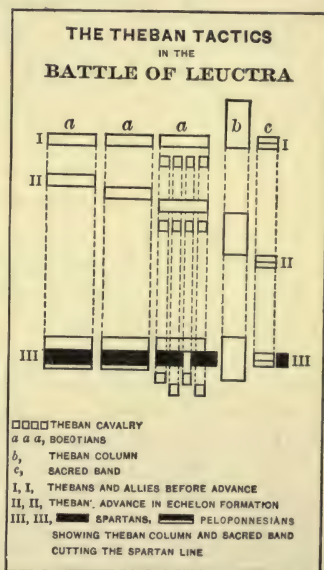 THE THEBAN TACTICS
IN THE
BATTLE OF LEUCTRA
a a a b c
I I
II
II
III III
THEBAN CAVALRY
a a a, BOEOTIANS
b, THEBAN COLUMN
c, SACRED BAND
I, I, THEBANS AND ALLIES BEFORE ADVANCE
II, II, THEBAN' ADVANCE IN ECHELON FORMATION
III, III, SPARTANS, PELOPONNESIANS
SHOWING THEBAN COLUMN AND SACRED BAND
CUTTING THE SPARTAN LINE